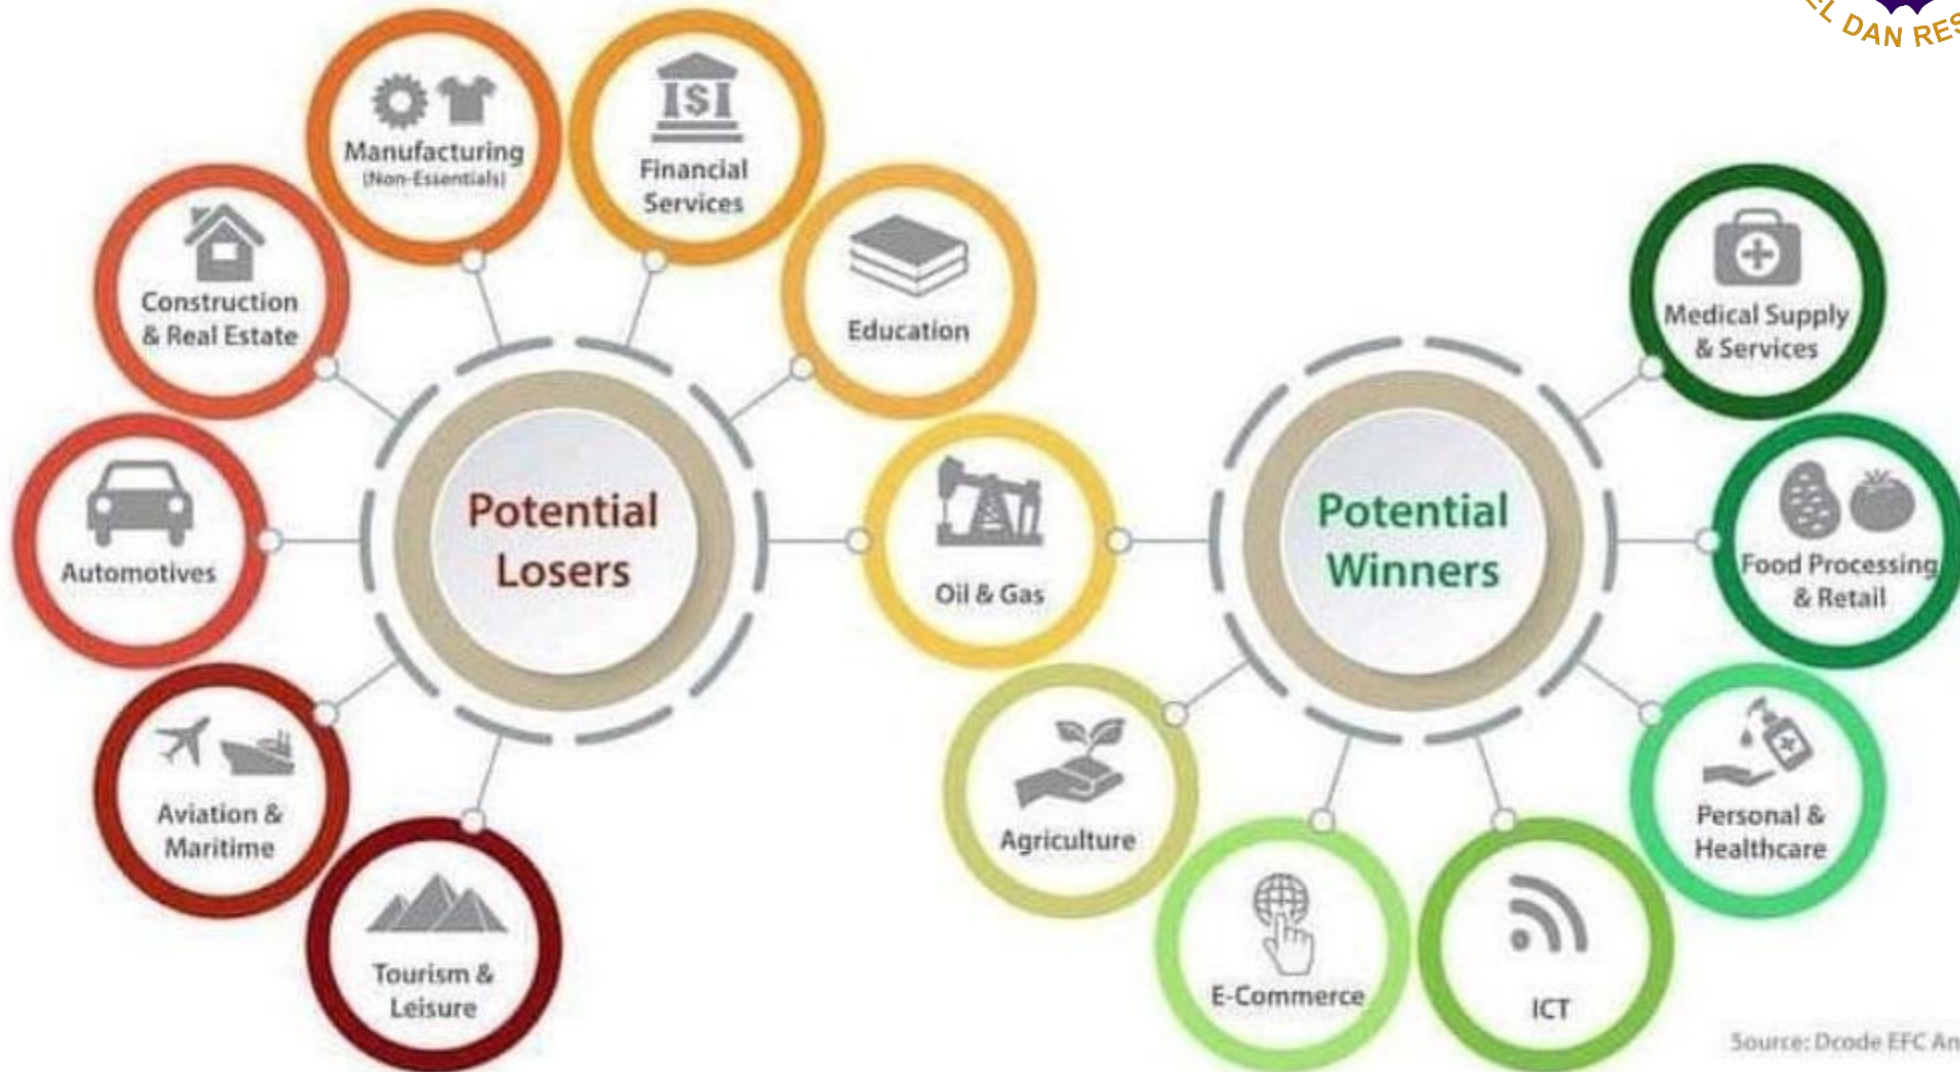 DAN
Manufacturing
(Non-Essentials)
$
Financial
Services
Construction
& Real Estate
Education
Medical Supply
& Services
Automotives
Potential
Losers
Oil & Gas
Potential
Winners
Food Processing
& Retail
Aviation &
Maritime
Agriculture
Personal &
Healthcare
Tourism &
Leisure
E-Commerce
ICT
Source: Dcode EFC An